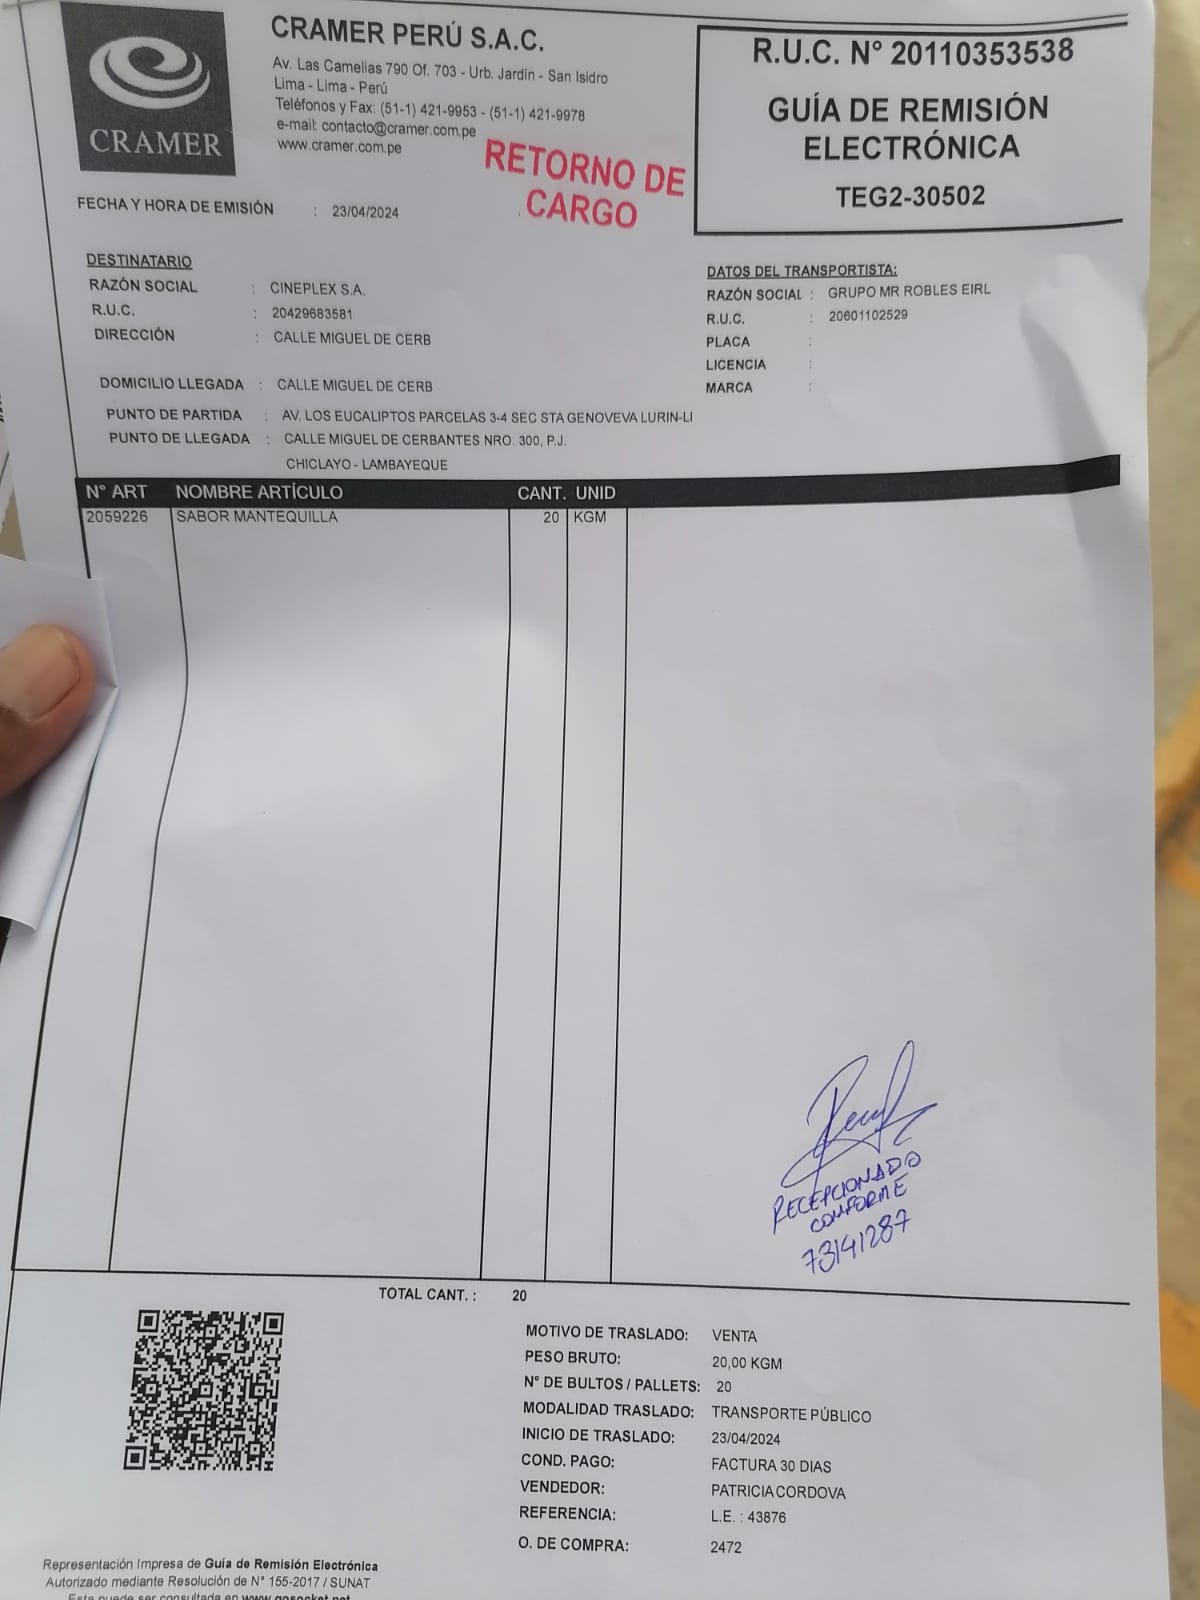 CRAMER
CRAMER PERÚ S.A.C.
Av. Las Camelias 790 Of. 703 - Urb. Jardin - San Isidro
Lima - Lima - Perú
Teléfonos y Fax: (51-1) 421-9953 - (51-1) 421-9978
e-mail: contacto@cramer.com.pe
www.cramer.com.pe
RETORNO DE
CARGO
R.U.C. N° 20110353538
GUÍA DE REMISIÓN
ELECTRÓNICA
TEG2-30502
FECHA Y HORA DE EMISIÓN : 23/04/2024
DESTINATARIO
RAZÓN SOCIAL : CINEPLEX S.A.
R.U.C. : 20429683581
DIRECCIÓN : CALLE MIGUEL DE CERB
DOMICILIO LLEGADA : CALLE MIGUEL DE CERB
PUNTO DE PARTIDA : AV. LOS EUCALIPTOS PARCELAS 3-4 SEC STA GENOVEVA LURIN-LI
PUNTO DE LLEGADA : CALLE MIGUEL DE CERBANTES NRO. 300, P.J.
CHICLAYO - LAMBAYEQUE
DATOS DEL TRANSPORTISTA:
RAZÓN SOCIAL : GRUPO MR ROBLES EIRL
R.U.C. : 20601102529
PLACA :
LICENCIA :
MARCA :
N° ART NOMBRE ARTÍCULO CANT. UNID
2059226 SABOR MANTEQUILLA 20 KGM
RECEPCIONADO
CONFORME
73141287
TOTAL CANT. : 20
MOTIVO DE TRASLADO: VENTA
PESO BRUTO: 20,00 KGM
N° DE BULTOS / PALLETS: 20
MODALIDAD TRASLADO: TRANSPORTE PÚBLICO
INICIO DE TRASLADO: 23/04/2024
COND. PAGO: FACTURA 30 DIAS
VENDEDOR: PATRICIA CORDOVA
REFERENCIA: L.E. : 43876
O. DE COMPRA: 2472
Representación Impresa de Guía de Remisión Electrónica
Autorizado mediante Resolución de N° 155-2017 / SUNAT
Esta puede ser consultada en www.gosocket.net